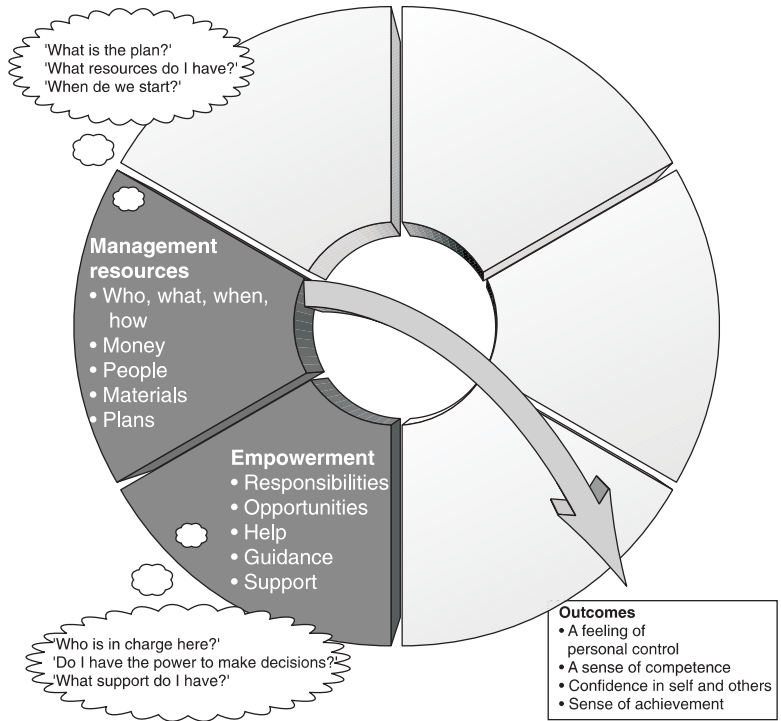 'What is the plan?'
'What resources do I have?'
'When de we start?'
Management
resources
• Who, what, when,
how
• Money
• People
• Materials
• Plans
Empowerment
• Responsibilities
• Opportunities
• Help
• Guidance
• Support
'Who is in charge here?'
'Do I have the power to make decisions?'
'What support do I have?'
Outcomes
• A feeling of
personal control
• A sense of competence
• Confidence in self and others
• Sense of achievement